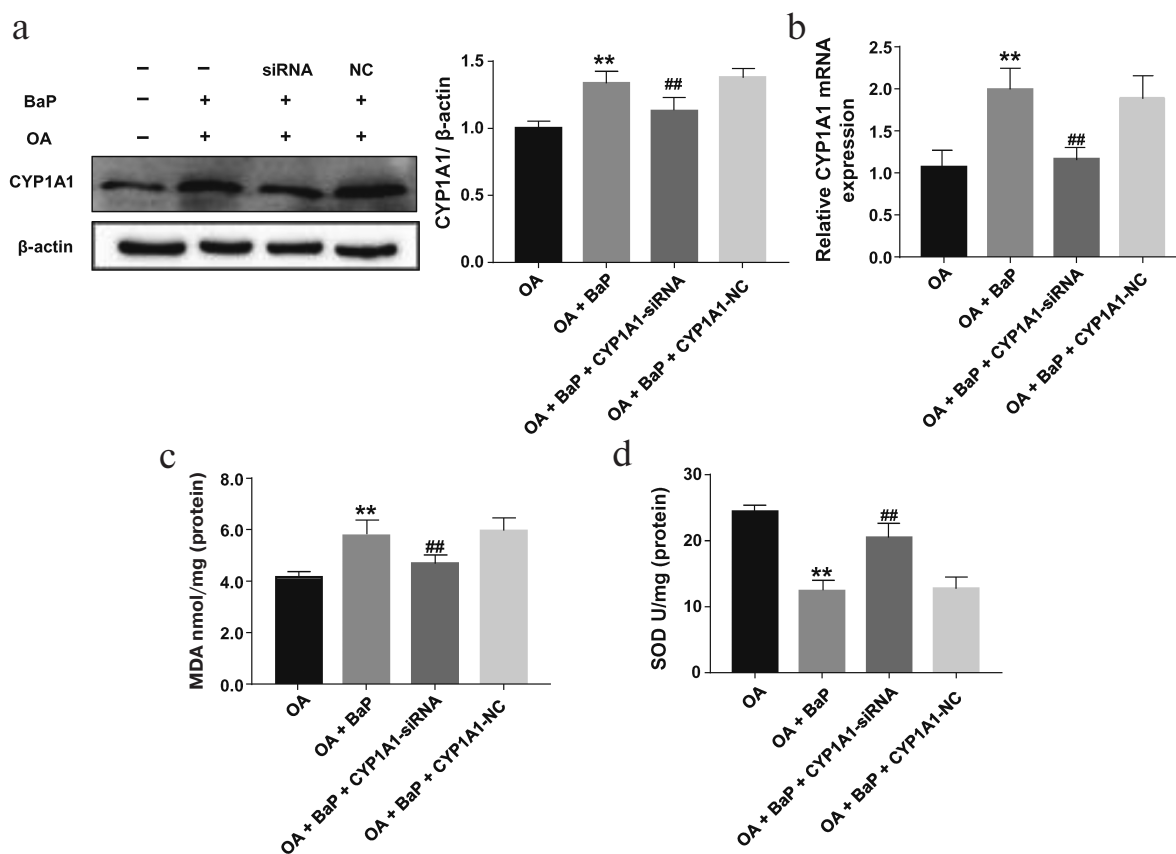 a
– – siRNA NC
BaP – + + +
OA – + + +
CYP1A1
β-actin
CYP1A1/ β-actin
1.5
1.0
0.5
0.0
**
##
OA
OA + BaP
OA + BaP + CYP1A1-siRNA
OA + BaP + CYP1A1-NC
b
Relative CYP1A1 mRNA
expression
2.5
2.0
1.5
1.0
0.5
0.0
**
##
OA
OA + BaP
OA + BaP + CYP1A1-siRNA
OA + BaP + CYP1A1-NC
c
MDA nmol/mg (protein)
8.0
6.0
4.0
2.0
0.0
**
##
OA
OA + BaP
OA + BaP + CYP1A1-siRNA
OA + BaP + CYP1A1-NC
d
SOD U/mg (protein)
30
20
10
0
**
##
OA
OA + BaP
OA + BaP + CYP1A1-siRNA
OA + BaP + CYP1A1-NC